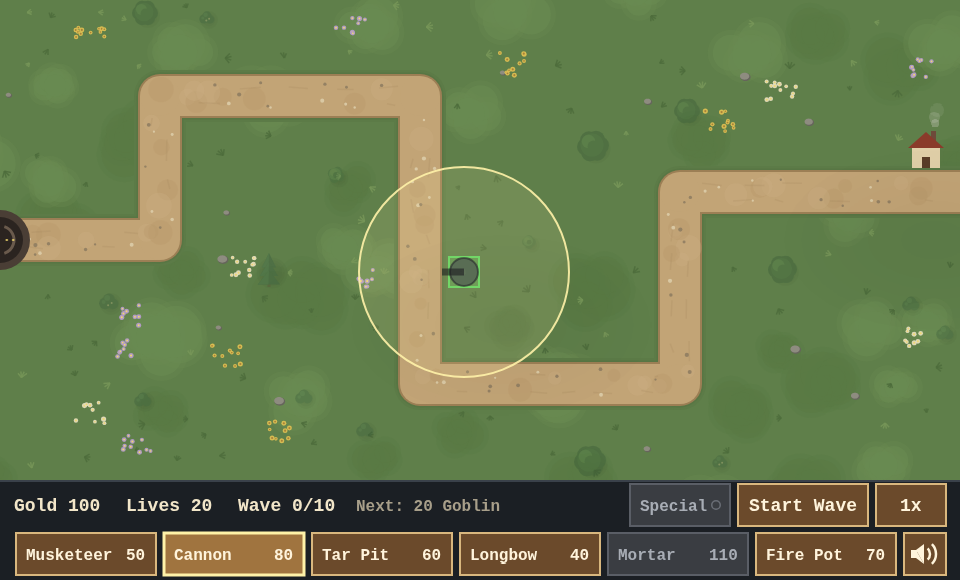 Gold 100 Lives 20 Wave 0/10 Next: 20 Goblin Special Start Wave 1x
Musketeer 50 Cannon 80 Tar Pit 60 Longbow 40 Mortar 110 Fire Pot 70